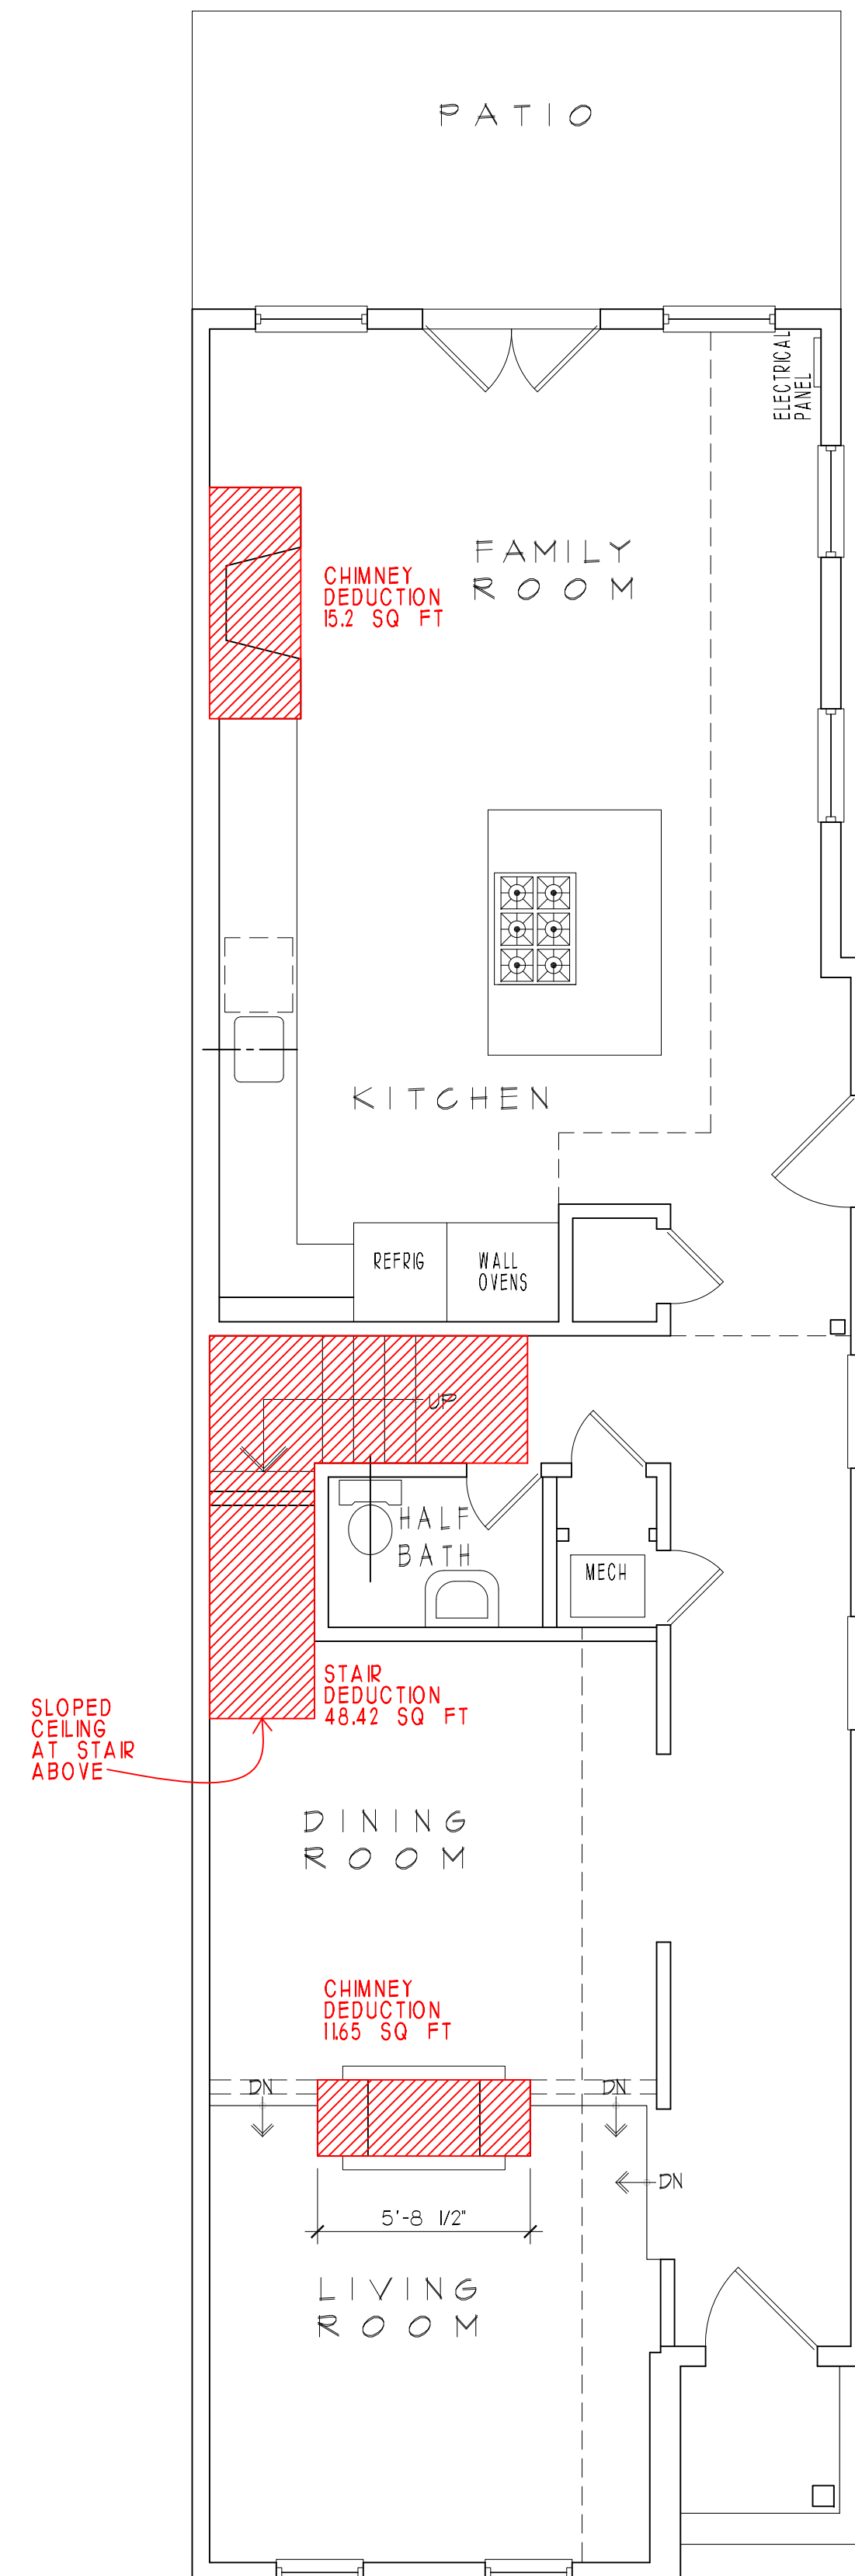 PATIO
ELECTRICAL
PANEL
FAMILY
ROOM
CHIMNEY
DEDUCTION
15.2 SQ FT
KITCHEN
REFRIG
WALL
OVENS
UP
HALF
BATH
MECH
STAIR
DEDUCTION
48.42 SQ FT
SLOPED
CEILING
AT STAIR
ABOVE
DINING
ROOM
CHIMNEY
DEDUCTION
11.65 SQ FT
DN
DN
DN
5'-8 1/2"
LIVING
ROOM